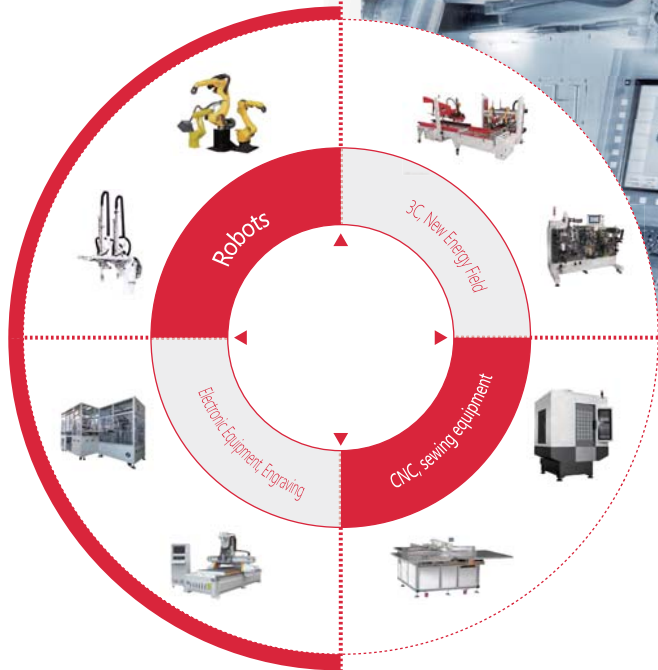 Robots
3C, New Energy Field
Electronic Equipment, Engraving
CNC, sewing equipment